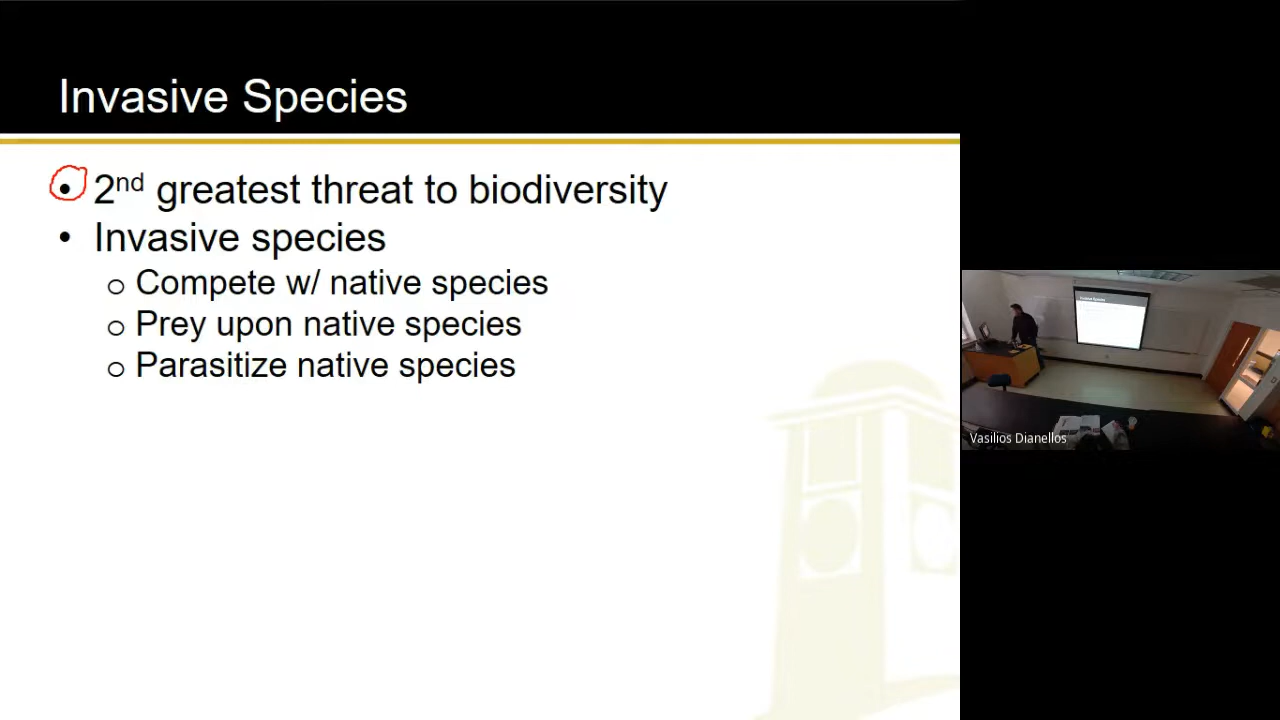 Invasive Species
• 2nd greatest threat to biodiversity
• Invasive species
o Compete w/ native species
o Prey upon native species
o Parasitize native species
Vasilios Dianellos